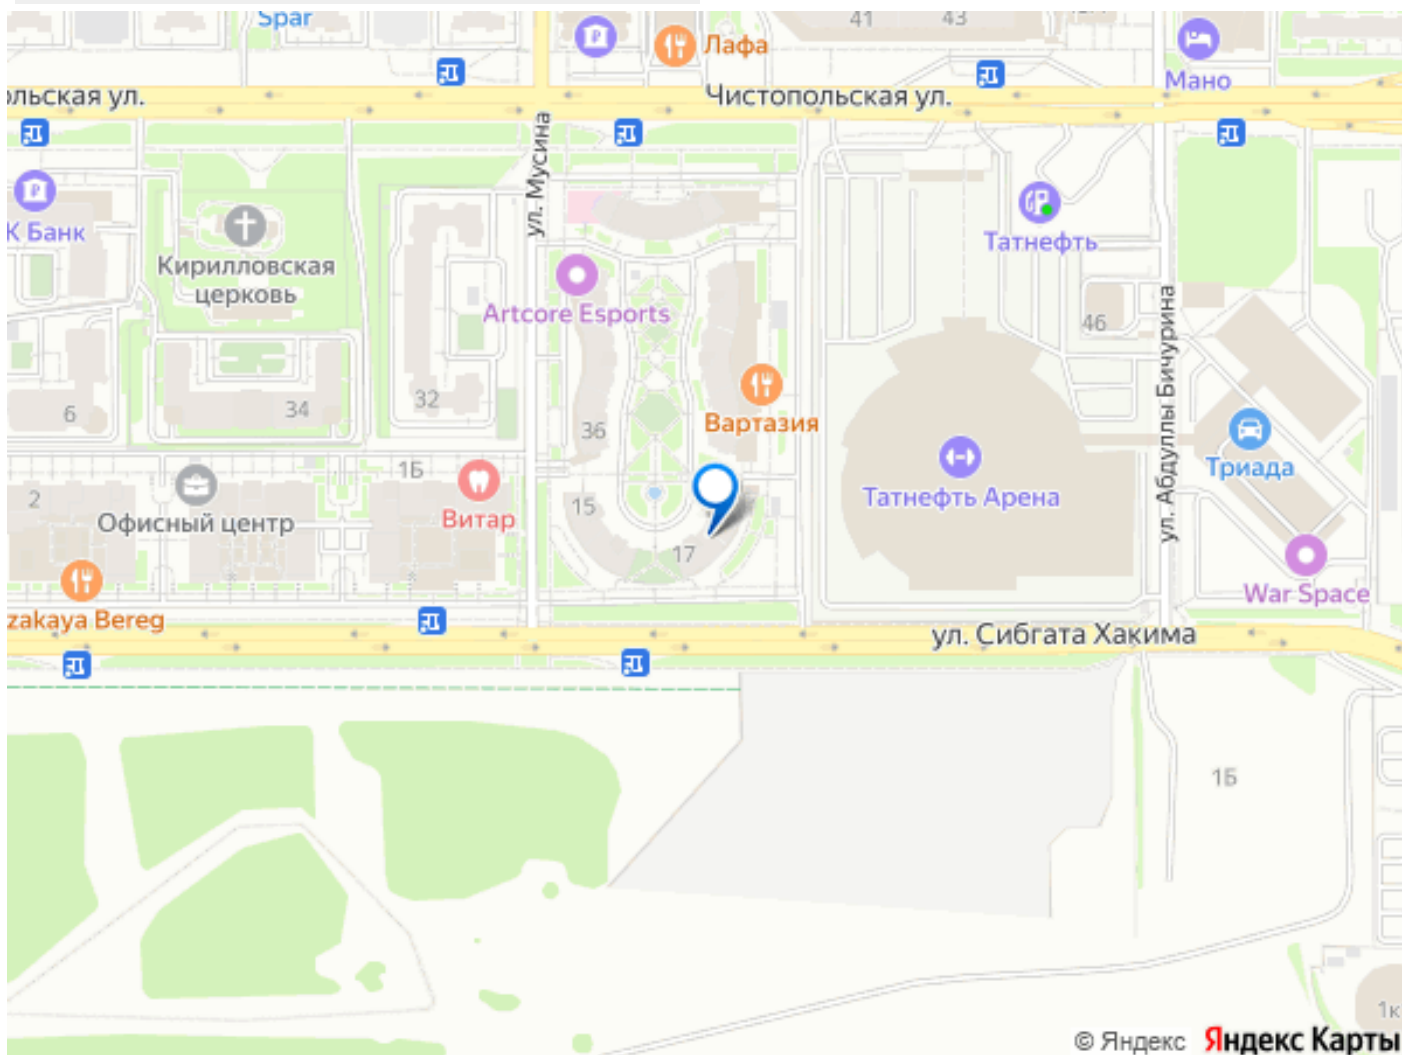 Spar
41
43
Лафа
Мано
ольская ул.
Чистопольская ул.
ул. Мусина
К Банк
Кирилловская
церковь
Татнефть
Artcore Esports
46
ул. Абдуллы Бичурина
6
34
32
36
Вартазия
Триада
2
1Б
15
Офисный центр
Витар
Татнефть Арена
17
War Space
zakaya Bereg
ул. Сибгата Хакима
1Б
1к
© Яндекс Яндекс Карты